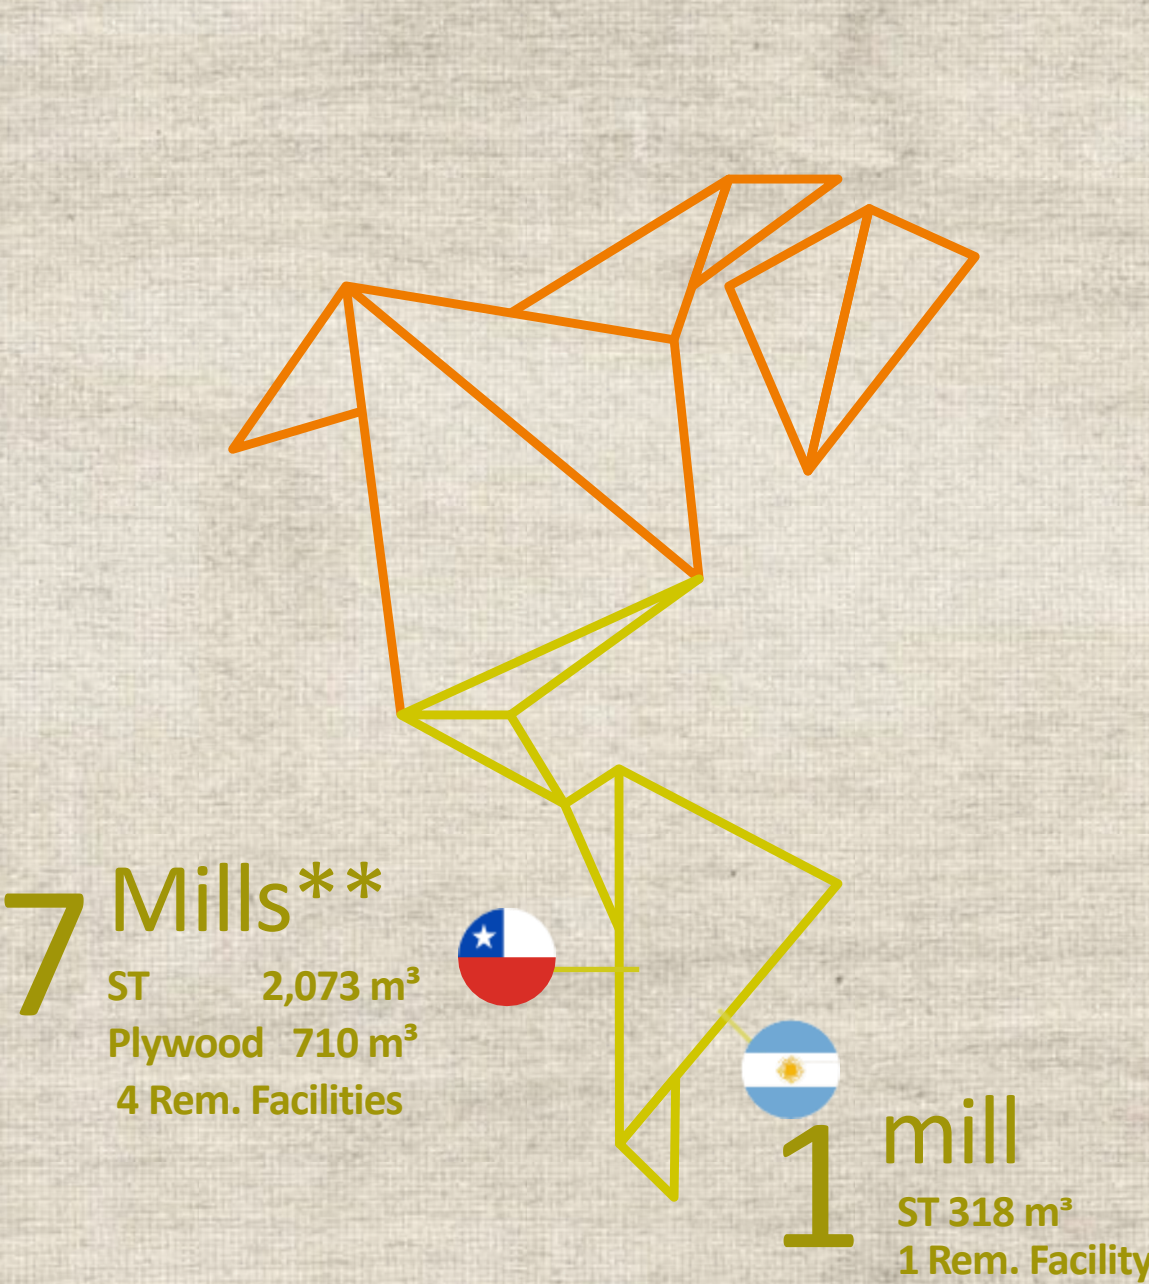 7 Mills**
ST 2,073 m³
Plywood 710 m³
4 Rem. Facilities
1 mill
ST 318 m³
1 Rem. Facility